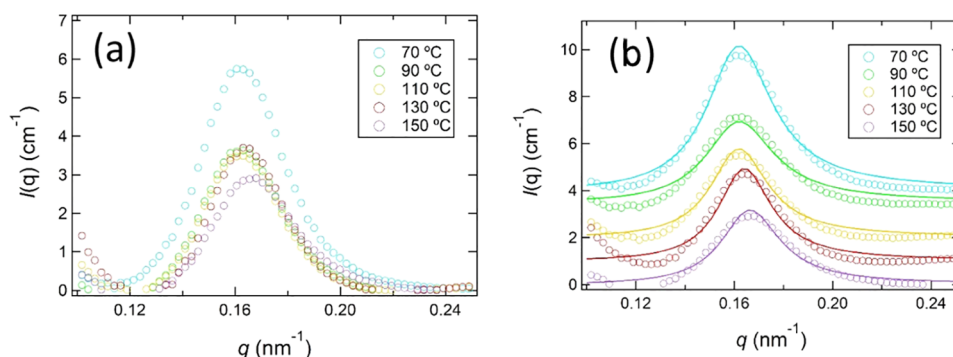 (a)
7
6
5
4
3
2
1
0
I(q) (cm⁻¹)
70 ºC
90 ºC
110 ºC
130 ºC
150 ºC
0.12
0.16
0.20
0.24
q (nm⁻¹)
(b)
10
8
6
4
2
0
I(q) (cm⁻¹)
70 ºC
90 ºC
110 ºC
130 ºC
150 ºC
0.12
0.16
0.20
0.24
q (nm⁻¹)